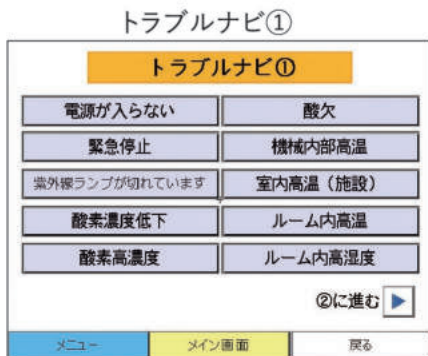 トラブルナビ①
トラブルナビ①
電源が入らない
酸欠
緊急停止
機械内部高温
紫外線ランプが切れています
室内高温（施設）
酸素濃度低下
ルーム内高温
酸素高濃度
ルーム内高湿度
②に進む
メニュー
メイン画面
戻る